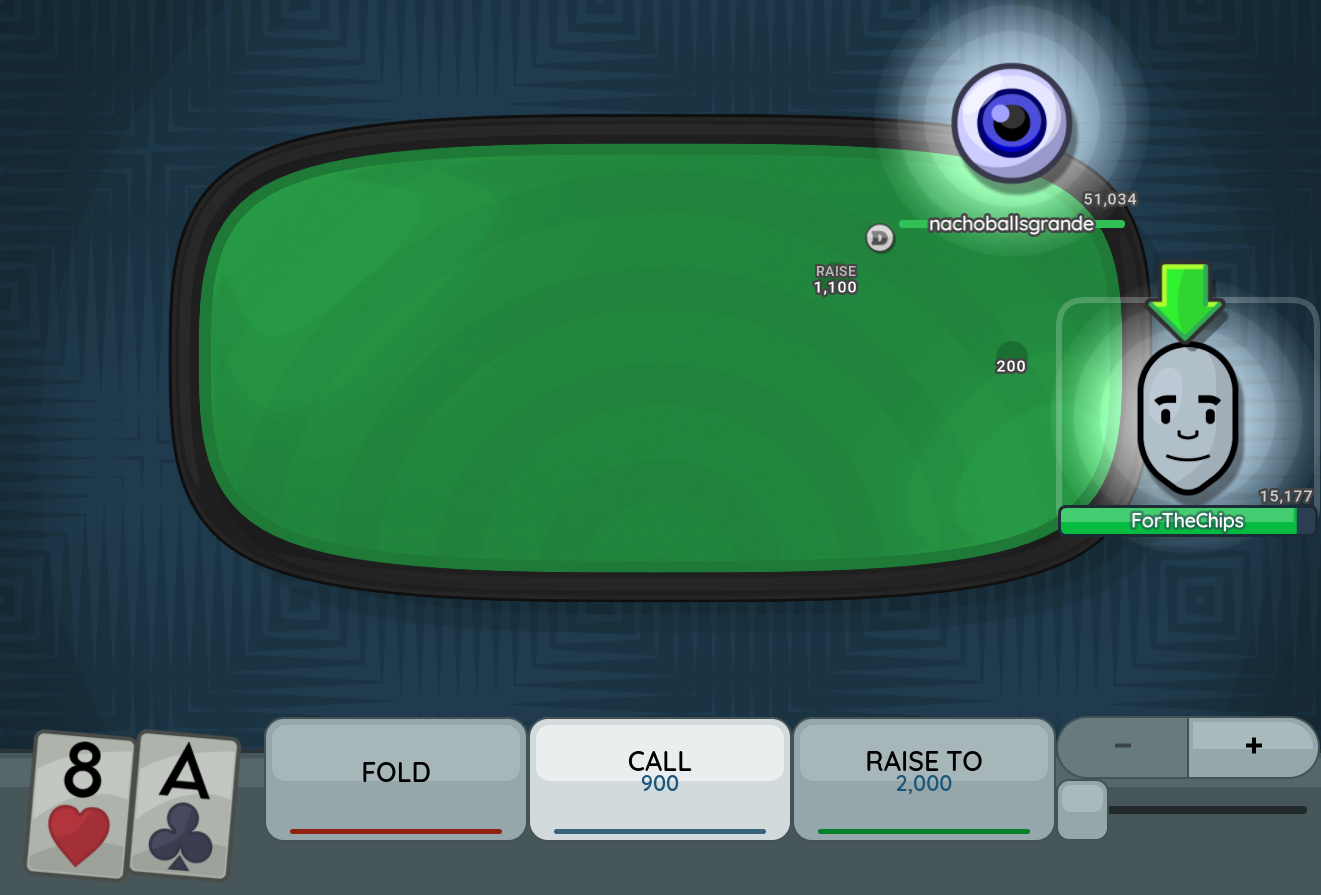 51,034
nachoballsgrande
D
RAISE
1,100
200
15,177
ForTheChips
8 A
FOLD
CALL
900
RAISE TO
2,000
− +